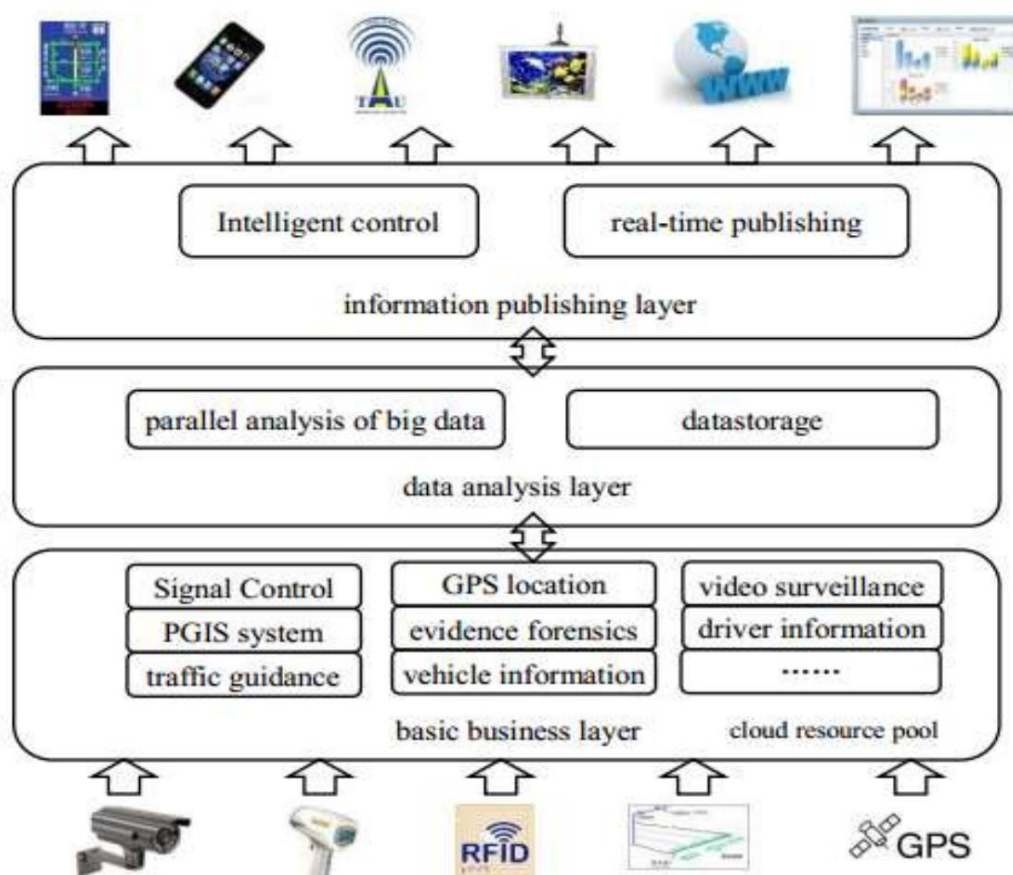 TAU
WWW
Intelligent control
real-time publishing
information publishing layer
parallel analysis of big data
datastorage
data analysis layer
Signal Control
GPS location
video surveillance
PGIS system
evidence forensics
driver information
traffic guidance
vehicle information
......
basic business layer
cloud resource pool
RFID
GPS